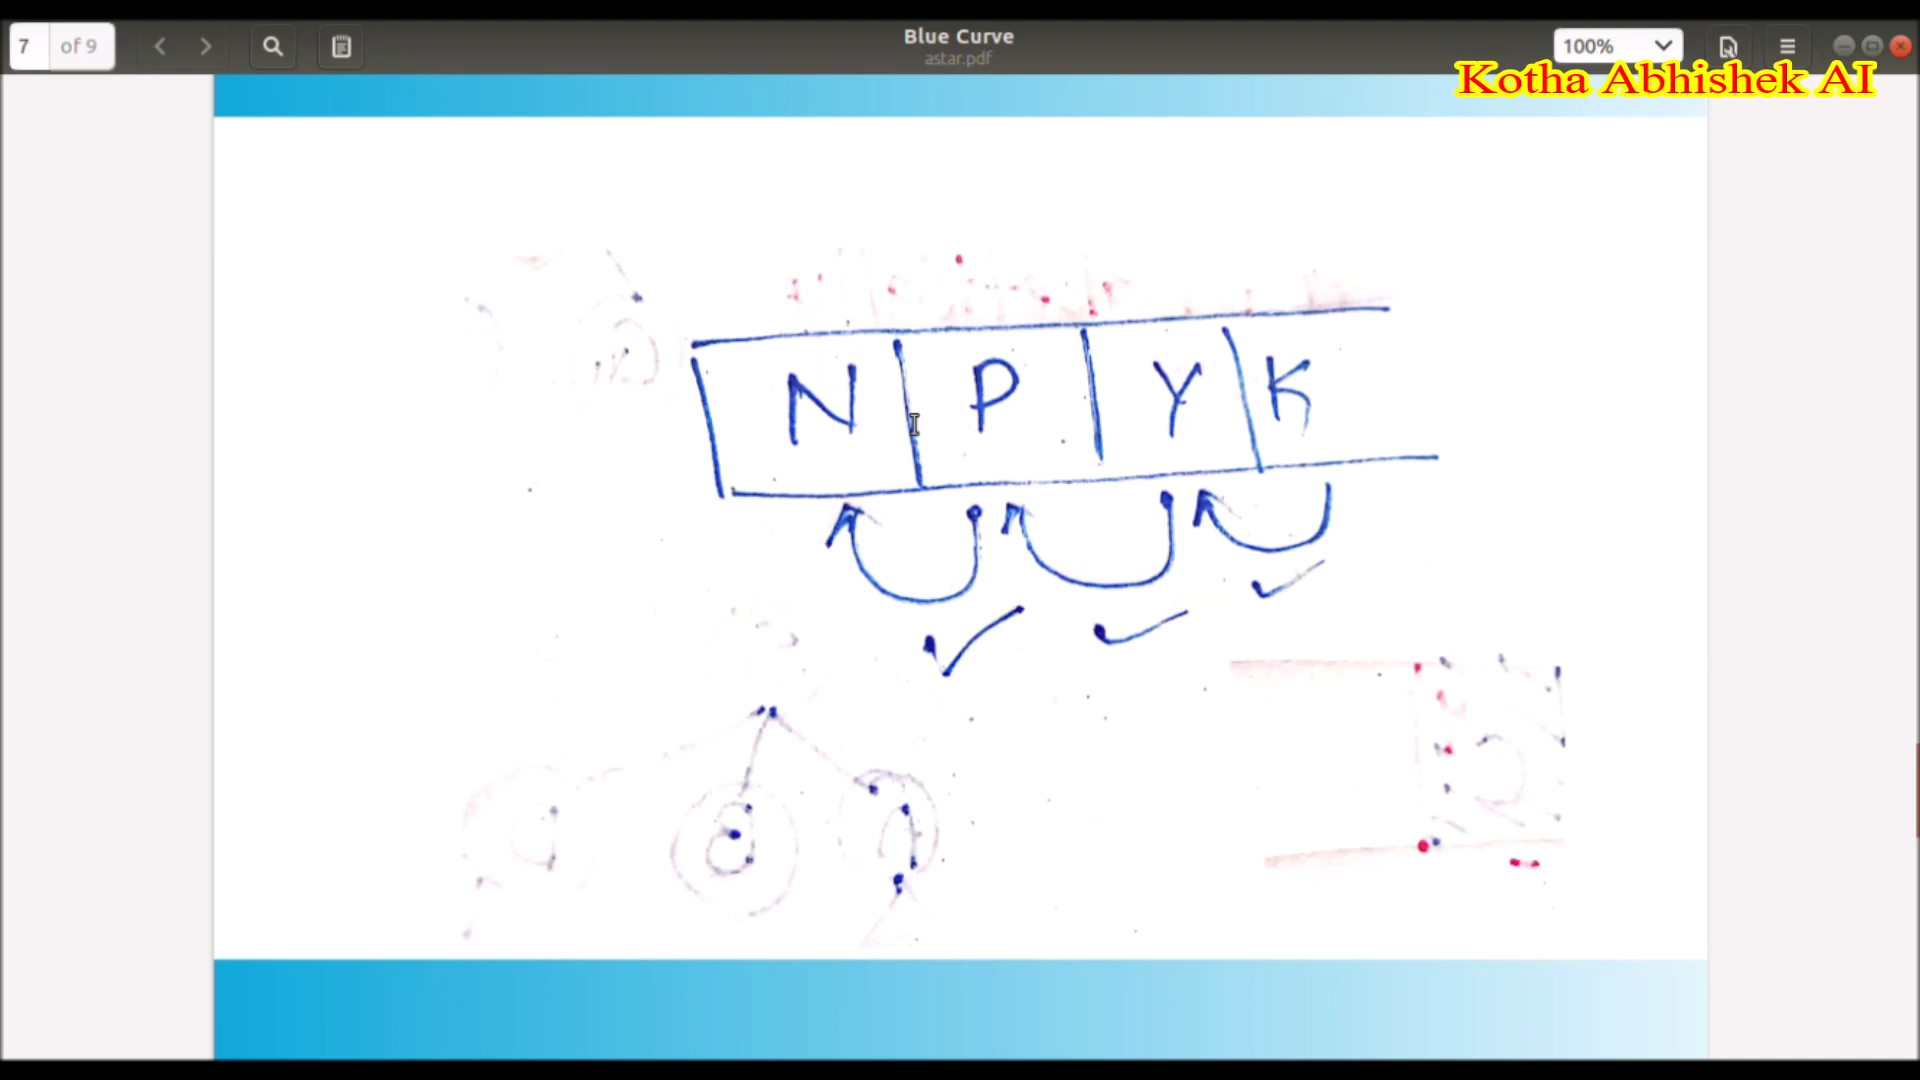 7 of 9
Blue Curve
astar.pdf
100%
Kotha Abhishek AI
N P Y K